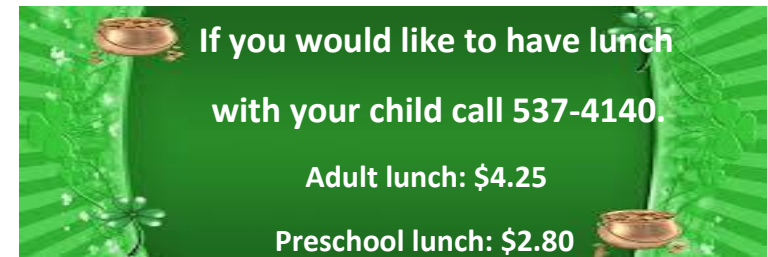 If you would like to have lunch
with your child call 537-4140.
Adult lunch: $4.25
Preschool lunch: $2.80